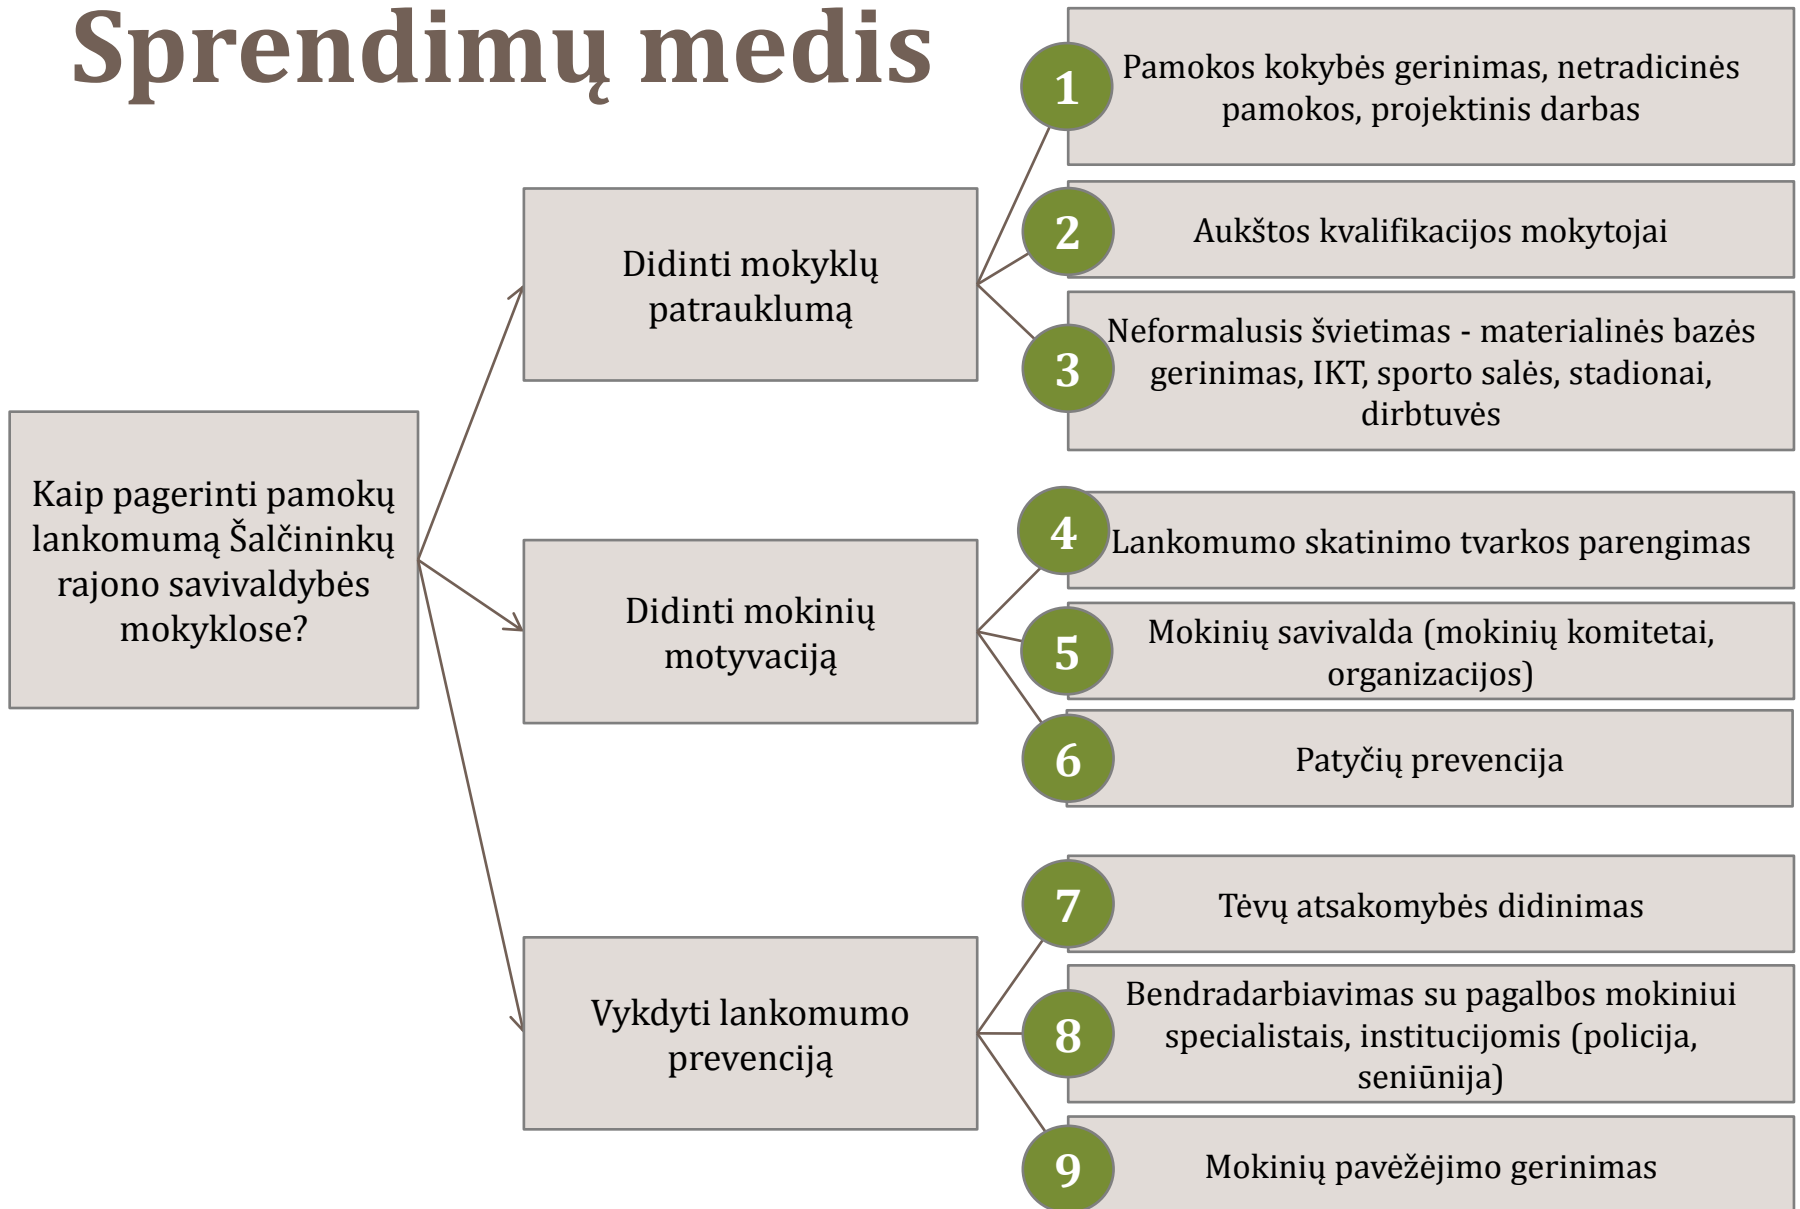 Sprendimų medis
Kaip pagerinti pamokų
lankomumą Šalčininkų
rajono savivaldybės
mokyklose?
Didinti mokyklų
patrauklumą
1
Pamokos kokybės gerinimas, netradicinės
pamokos, projektinis darbas
2
Aukštos kvalifikacijos mokytojai
3
Neformalusis švietimas - materialinės bazės
gerinimas, IKT, sporto salės, stadionai,
dirbtuvės
Didinti mokinių
motyvaciją
4
Lankomumo skatinimo tvarkos parengimas
5
Mokinių savivalda (mokinių komitetai,
organizacijos)
6
Patyčių prevencija
Vykdyti lankomumo
prevenciją
7
Tėvų atsakomybės didinimas
8
Bendradarbiavimas su pagalbos mokiniui
specialistais, institucijomis (policija,
seniūnija)
9
Mokinių pavėžėjimo gerinimas